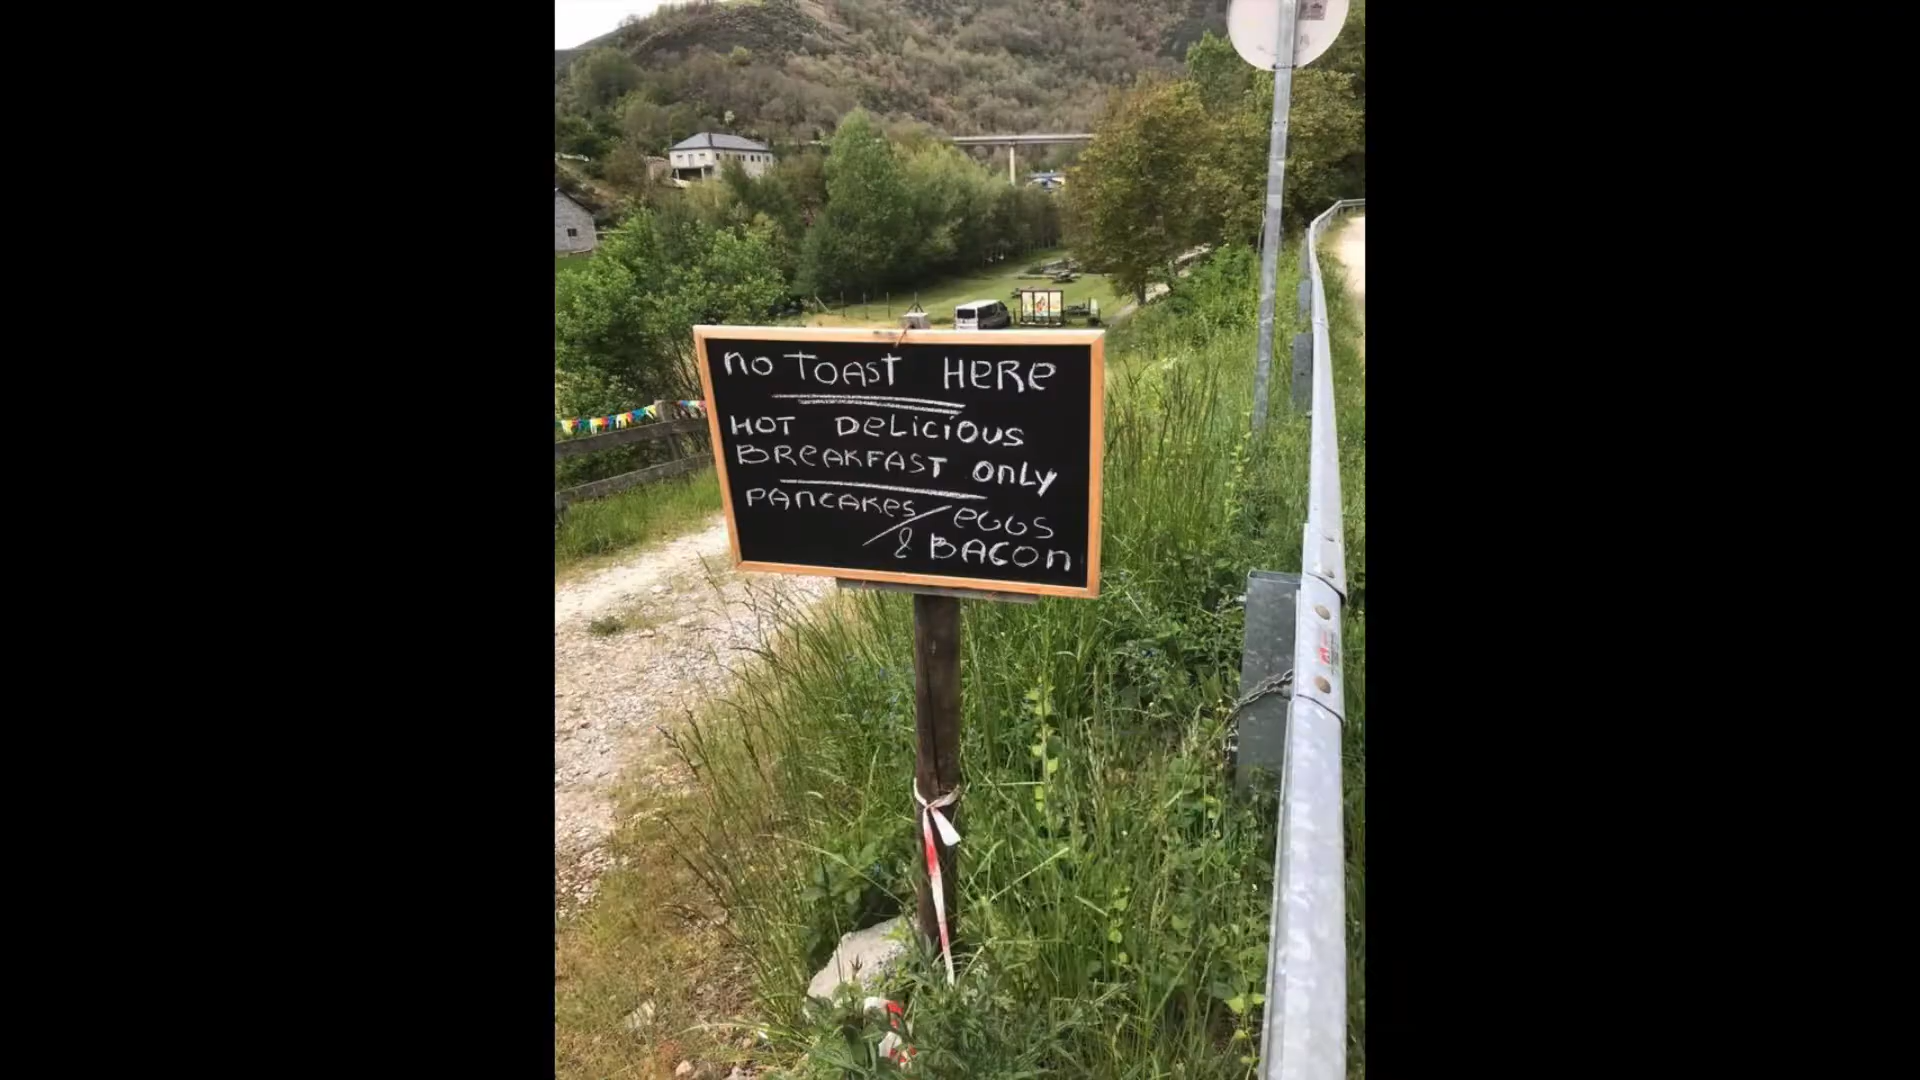 no TOAST HeRe
HOT DeLicious
BReAKFAST OnLy
PAnCAKes / eGGS
& BACOn